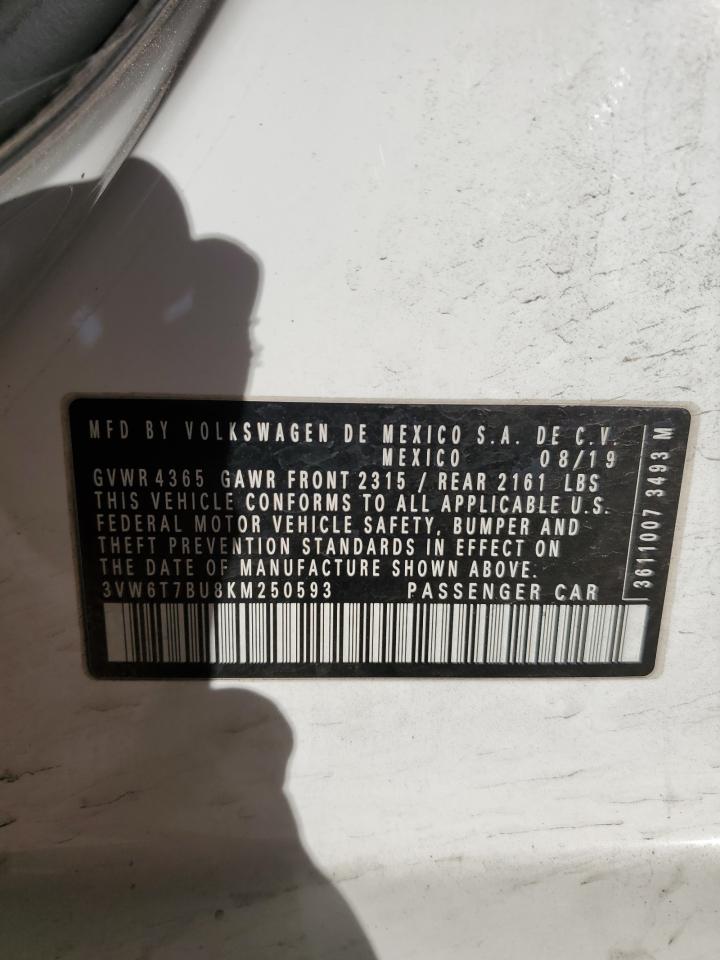 MFD BY VOLKSWAGEN DE MEXICO S.A. DE C.V.
MEXICO 08/19
GVWR 4365 GAWR FRONT 2315 / REAR 2161 LBS
THIS VEHICLE CONFORMS TO ALL APPLICABLE U.S.
FEDERAL MOTOR VEHICLE SAFETY, BUMPER AND
THEFT PREVENTION STANDARDS IN EFFECT ON
THE DATE OF MANUFACTURE SHOWN ABOVE.
3VW6T7BU8KM250593 PASSENGER CAR
3611007 3493 M